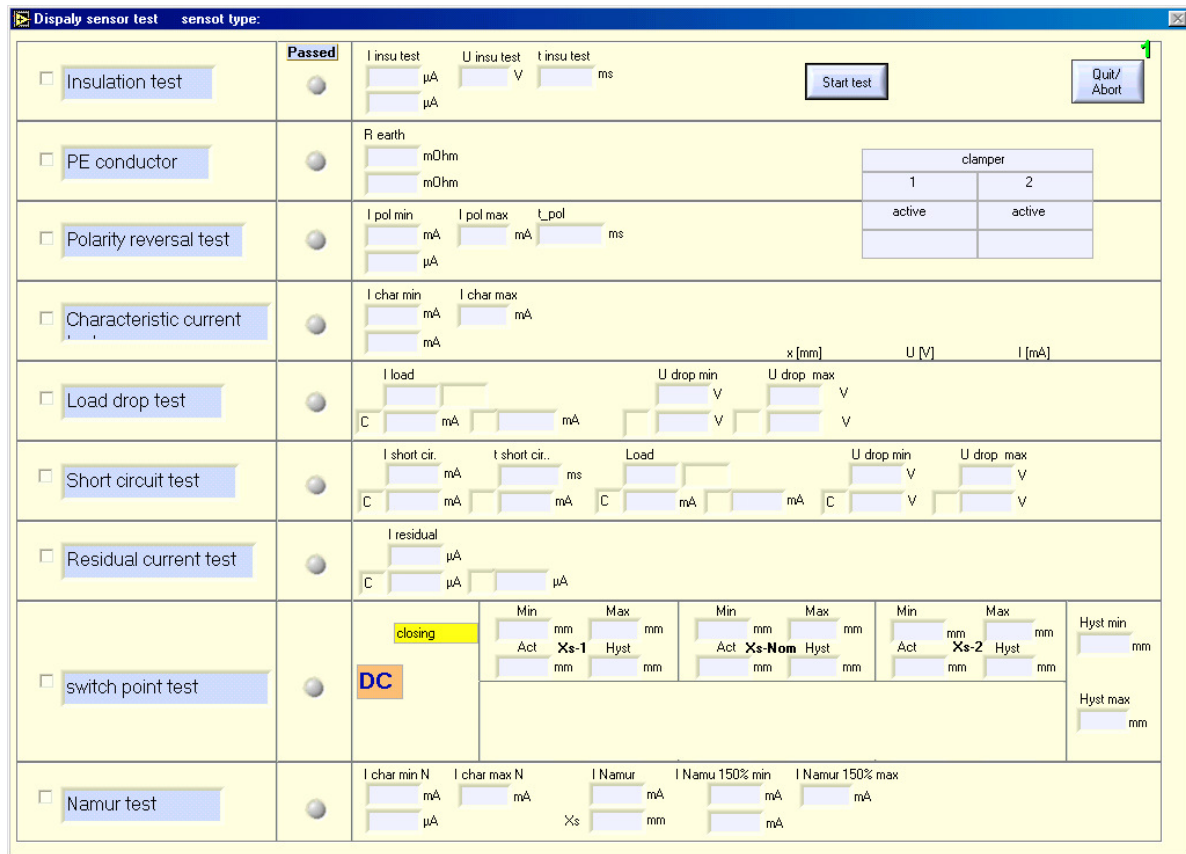 Dispaly sensor test sensot type:
Passed
Insulation test
I insu test U insu test t insu test
µA V ms
µA
Start test
1
Quit/
Abort
PE conductor
R earth
mOhm
mOhm
clamper
1 2
active active
Polarity reversal test
I pol min I pol max t_pol
mA mA ms
µA
Characteristic current
I char min I char max
mA mA
mA
x [mm] U [V] I [mA]
Load drop test
I load U drop min U drop max
V V
C mA mA V V
Short circuit test
I short cir. t short cir.. Load U drop min U drop max
mA ms V V
C mA mA C mA mA C V V
Residual current test
I residual
µA
C µA µA
switch point test
closing
DC
Min Max Min Max Min Max
mm mm mm mm mm mm
Act Xs-1 Hyst Act Xs-Nom Hyst Act Xs-2 Hyst
mm mm mm mm mm mm
Hyst min
mm
Hyst max
mm
Namur test
I char min N I char max N I Namur I Namu 150% min I Namur 150% max
mA mA mA mA mA
µA Xs mm mA